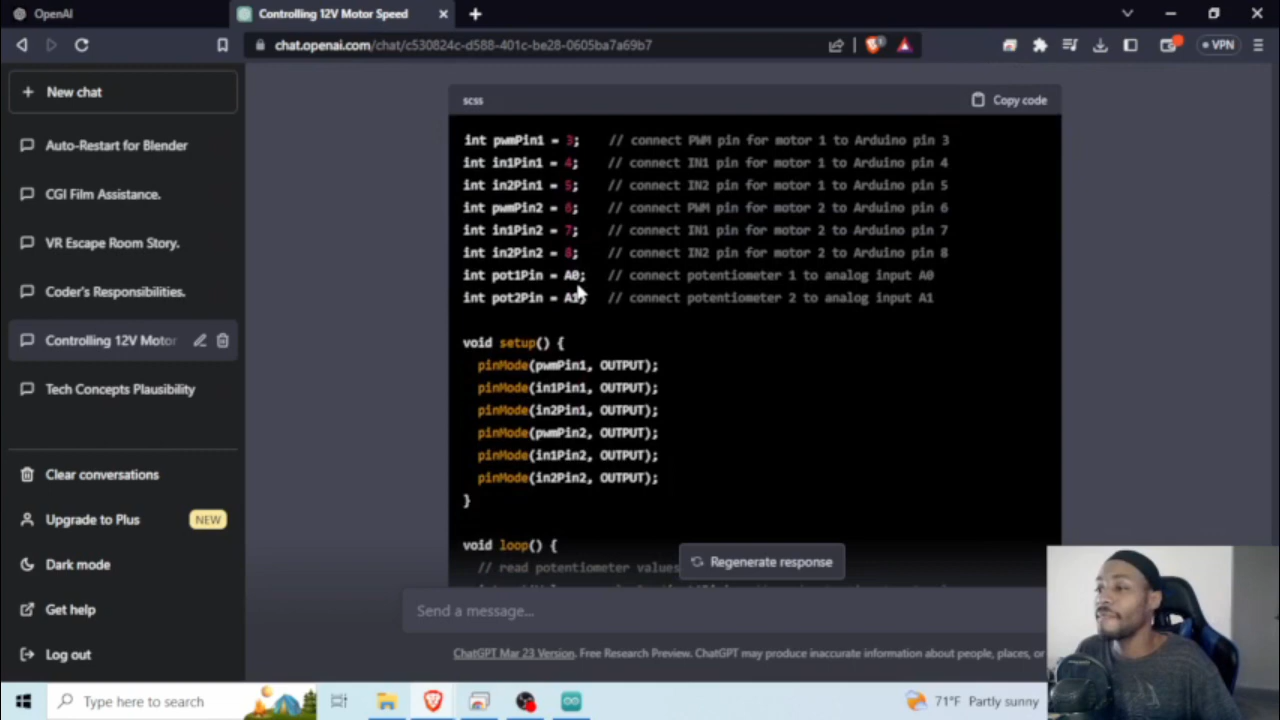 OpenAI
Controlling 12V Motor Speed
chat.openai.com/chat/c530824c-d588-401c-be28-0605ba7a69b7
VPN
New chat
Auto-Restart for Blender
CGI Film Assistance.
VR Escape Room Story.
Coder's Responsibilities.
Controlling 12V Motor
Tech Concepts Plausibility
Clear conversations
Upgrade to Plus NEW
Dark mode
Get help
Log out
scss Copy code
int pwmPin1 = 3; // connect PWM pin for motor 1 to Arduino pin 3
int in1Pin1 = 4; // connect IN1 pin for motor 1 to Arduino pin 4
int in2Pin1 = 5; // connect IN2 pin for motor 1 to Arduino pin 5
int pwmPin2 = 6; // connect PWM pin for motor 2 to Arduino pin 6
int in1Pin2 = 7; // connect IN1 pin for motor 2 to Arduino pin 7
int in2Pin2 = 8; // connect IN2 pin for motor 2 to Arduino pin 8
int pot1Pin = A0; // connect potentiometer 1 to analog input A0
int pot2Pin = A1; // connect potentiometer 2 to analog input A1
void setup() {
pinMode(pwmPin1, OUTPUT);
pinMode(in1Pin1, OUTPUT);
pinMode(in2Pin1, OUTPUT);
pinMode(pwmPin2, OUTPUT);
pinMode(in1Pin2, OUTPUT);
pinMode(in2Pin2, OUTPUT);
}
void loop() {
// read potentiometer values
Regenerate response
Send a message...
ChatGPT Mar 23 Version. Free Research Preview. ChatGPT may produce inaccurate information about people, places, or
Type here to search
71°F Partly sunny